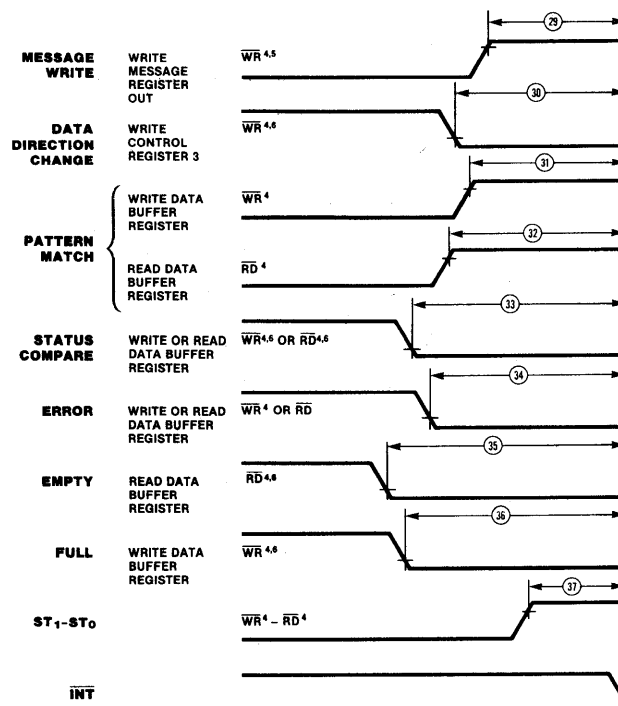 29
MESSAGE WRITE WR 4,5
WRITE MESSAGE
REGISTER
OUT
30
DATA WRITE WR 4,6
DIRECTION CONTROL
CHANGE REGISTER 3
31
WRITE DATA WR 4
BUFFER
REGISTER
32
PATTERN
MATCH
READ DATA RD 4
BUFFER
REGISTER
33
STATUS WRITE OR READ WR4,6 OR RD4,6
COMPARE DATA BUFFER
REGISTER
34
ERROR WRITE OR READ WR 4 OR RD
DATA BUFFER
REGISTER
35
EMPTY READ DATA RD 4,6
BUFFER
REGISTER
36
FULL WRITE DATA WR 4,6
BUFFER
REGISTER
37
ST1-ST0 WR4 – RD 4
INT